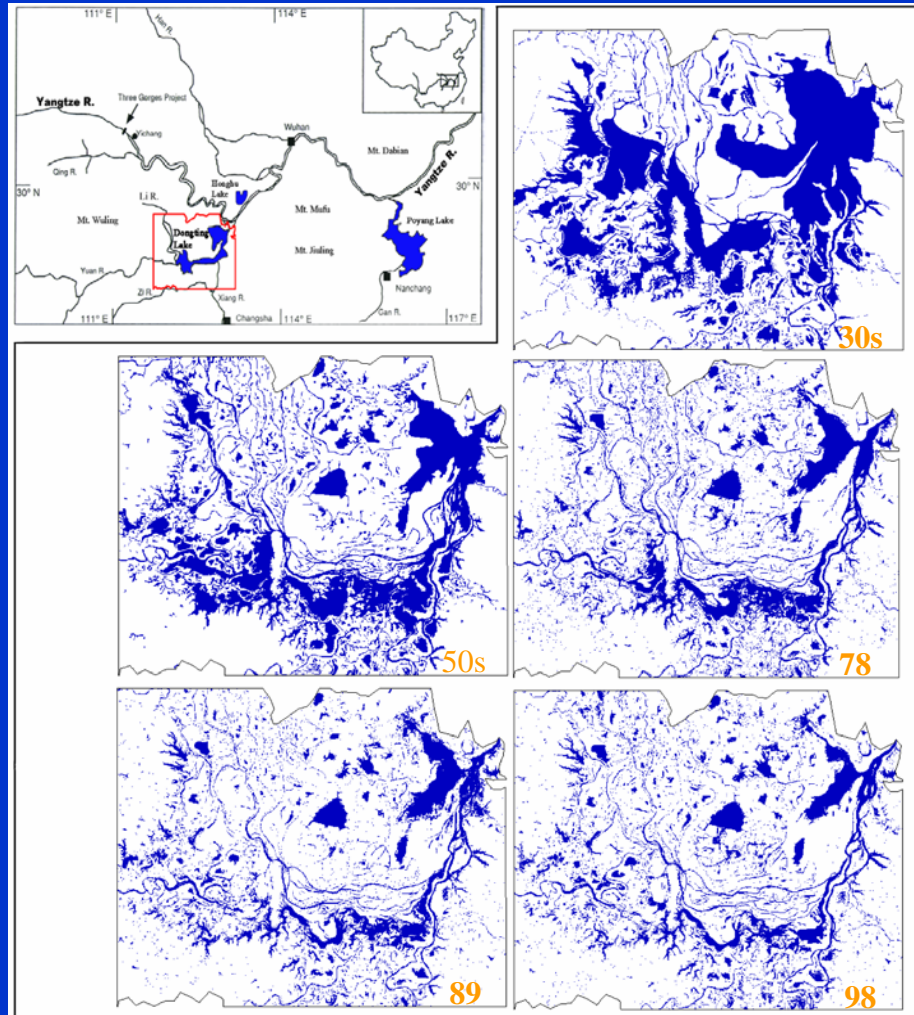 111° E
114° E
Han R.
Three Gorges Project
Yangtze R.
Yichang
Wuhan
Mt. Dabian
Qing R.
30° N
Honghu
Lake
Yangtze R.
30° N
Li R.
Mt. Wuling
Mt. Mufu
Poyang Lake
Dongting
Lake
Mt. Jiuling
Yuan R.
Zi R.
Xiang R.
Nanchang
Gan R.
111° E
Changsha
114° E
117° E
30s
50s
78
89
98